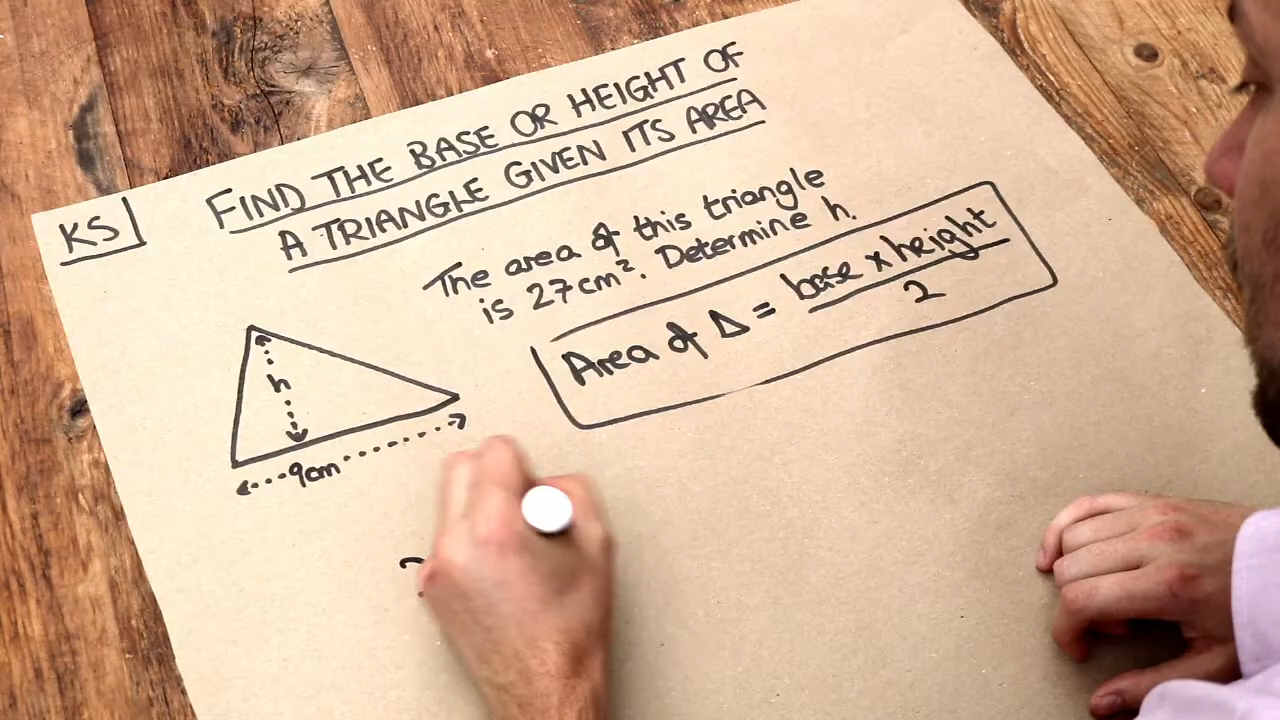 KS
FIND THE BASE OR HEIGHT OF
A TRIANGLE GIVEN ITS AREA
The area of this triangle
is 27cm². Determine h.
Area of Δ = base × height
2
h
9cm